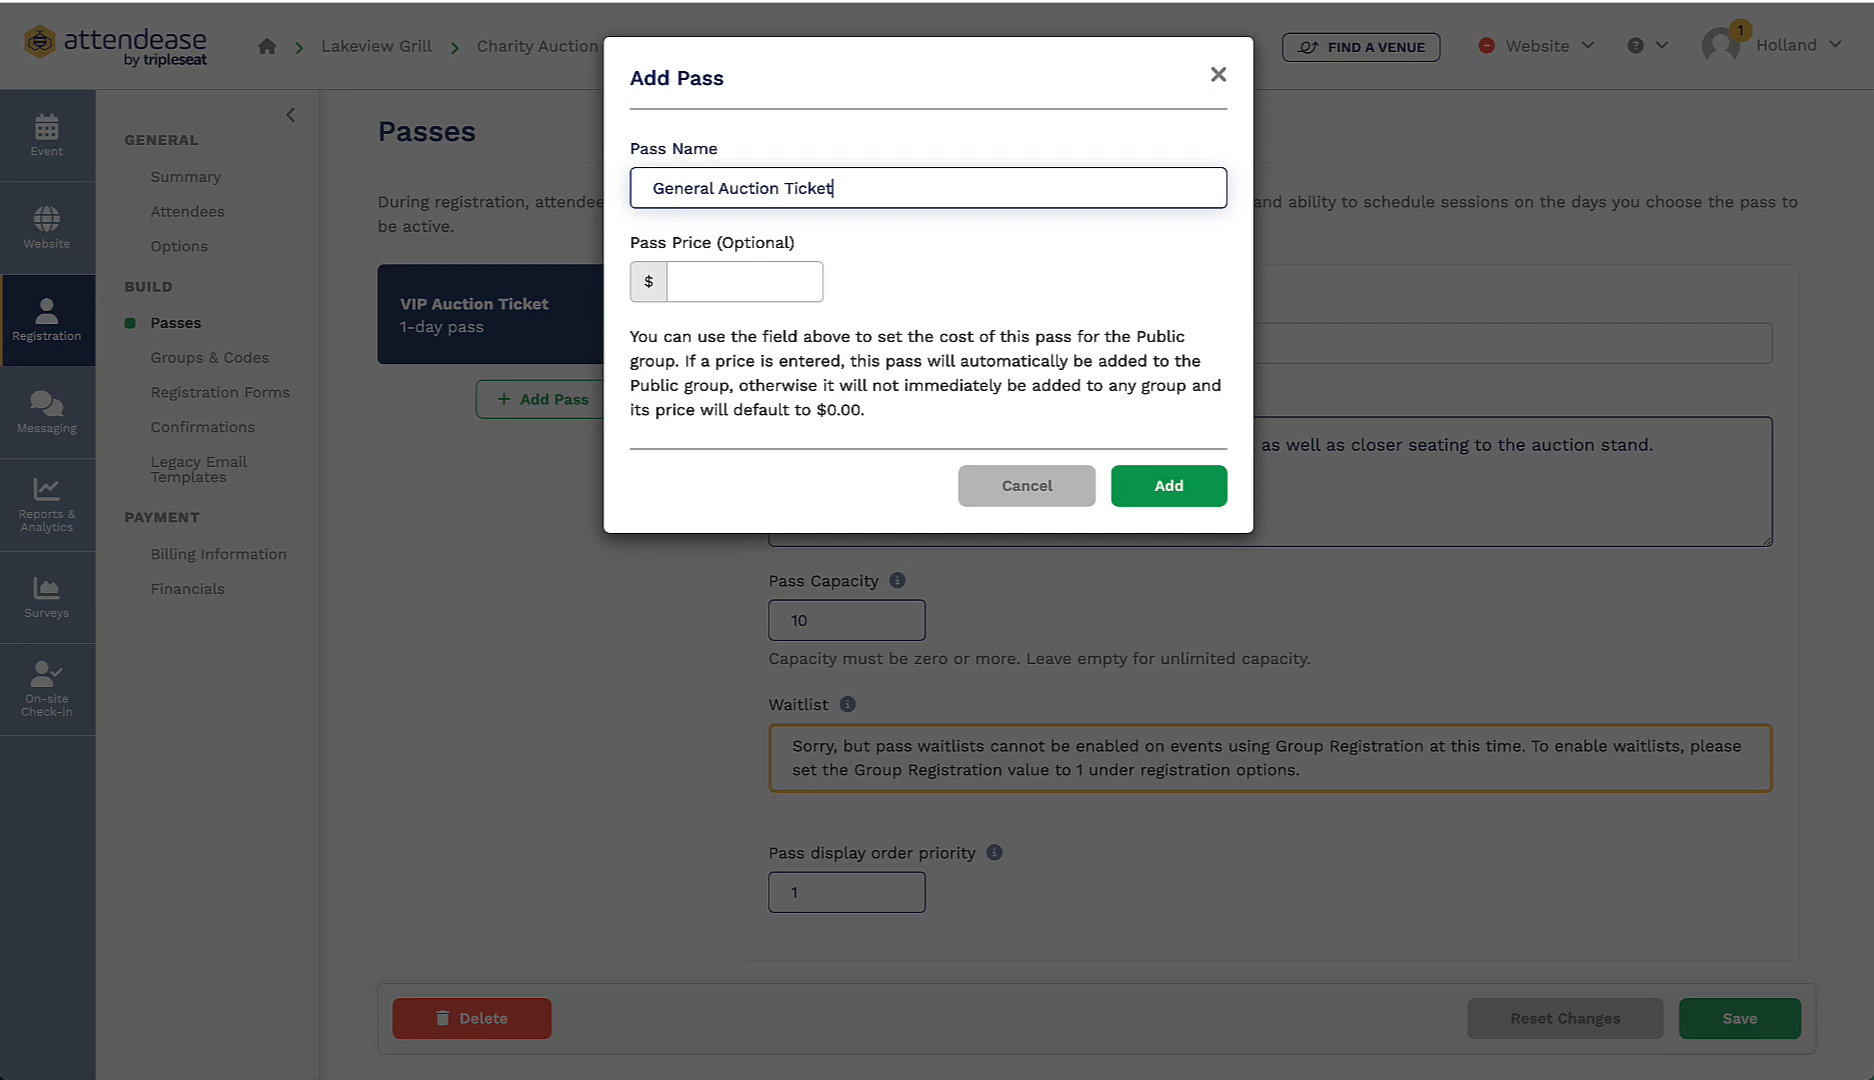 attendease
by tripleseat
Lakeview Grill
Charity Auction
FIND A VENUE
Website
?
1
Holland
Event
Website
Registration
Messaging
Reports &
Analytics
Surveys
On-site
Check-in
GENERAL
Summary
Attendees
Options
BUILD
Passes
Groups & Codes
Registration Forms
Confirmations
Legacy Email
Templates
PAYMENT
Billing Information
Financials
Passes
During registration, attendee
and ability to schedule sessions on the days you choose the pass to
be active.
VIP Auction Ticket
1-day pass
+ Add Pass
Add Pass
Pass Name
General Auction Ticket
Pass Price (Optional)
$
You can use the field above to set the cost of this pass for the Public
group. If a price is entered, this pass will automatically be added to the
Public group, otherwise it will not immediately be added to any group and
its price will default to $0.00.
Cancel
Add
as well as closer seating to the auction stand.
Pass Capacity
10
Capacity must be zero or more. Leave empty for unlimited capacity.
Waitlist
Sorry, but pass waitlists cannot be enabled on events using Group Registration at this time. To enable waitlists, please
set the Group Registration value to 1 under registration options.
Pass display order priority
1
Delete
Reset Changes
Save